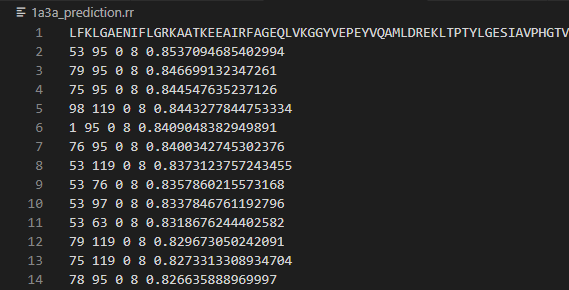 1a3a_prediction.rr
1 LFKLGAENIFLGRKAATKEEAIRFAGEQLVKGGYVEPEYVQAMLDREKLTPTYLGESIAVPHGTV
2 53 95 0 8 0.8537094685402994
3 79 95 0 8 0.846699132347261
4 75 95 0 8 0.844547635237126
5 98 119 0 8 0.8443277844753334
6 1 95 0 8 0.8409048382949891
7 76 95 0 8 0.8400342745302376
8 53 119 0 8 0.8373123757243455
9 53 76 0 8 0.8357860215573168
10 53 97 0 8 0.8337846761192796
11 53 63 0 8 0.8318676244402582
12 79 119 0 8 0.829673050242091
13 75 119 0 8 0.8273313308934704
14 78 95 0 8 0.826635888969997